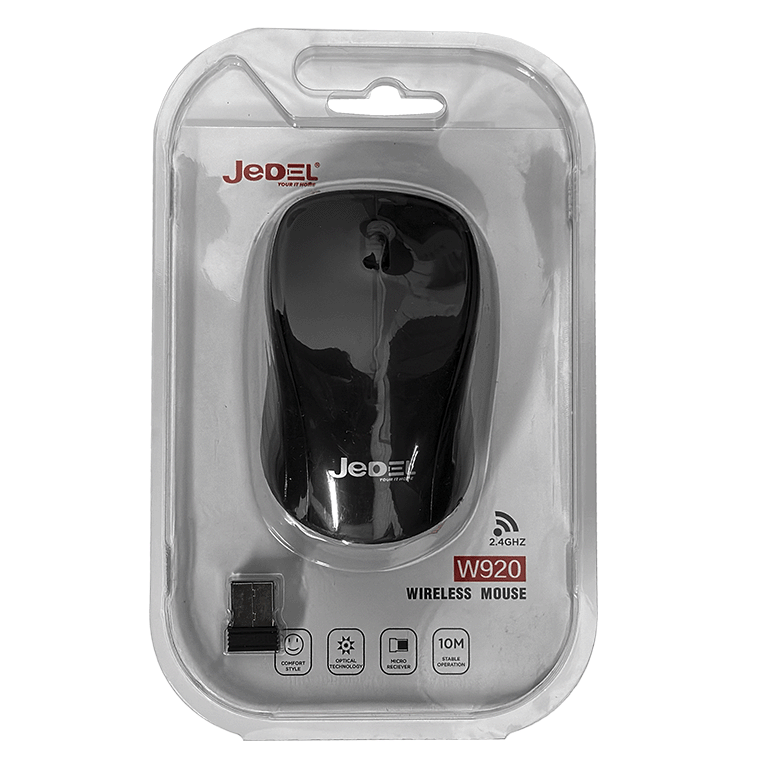 JeDEL®
YOUR IT HOME
JeDEL
YOUR IT HOME
2.4GHZ
W920
WIRELESS MOUSE
COMFORT
STYLE
OPTICAL
TECHNOLOGY
MICRO
RECIEVER
10M
STABLE
OPERATION